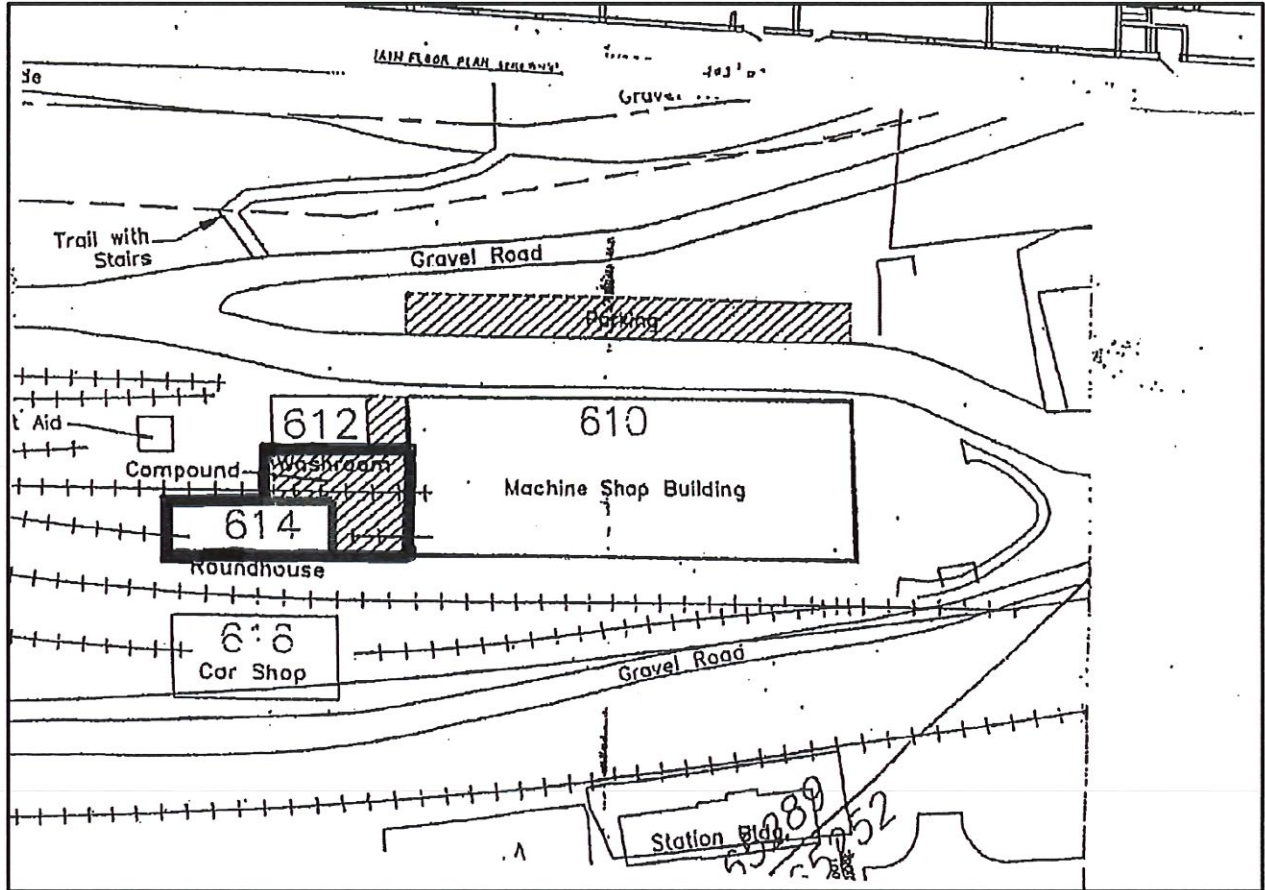 Trail with
Stairs
Gravel Road
Parking
t Aid
612
610
Compound
Washroom
Machine Shop Building
614
Roundhouse
Car Shop
Gravel Road
Station Bldg.